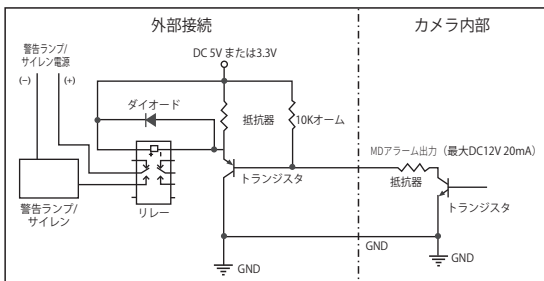 外部接続
カメラ内部
警告ランプ/
サイレン電源
(−)
(+)
DC 5V または3.3V
ダイオード
抵抗器
10Kオーム
MDアラーム出力（最大DC12V 20mA）
抵抗器
トランジスタ
トランジスタ
リレー
警告ランプ/
サイレン
GND
GND
GND